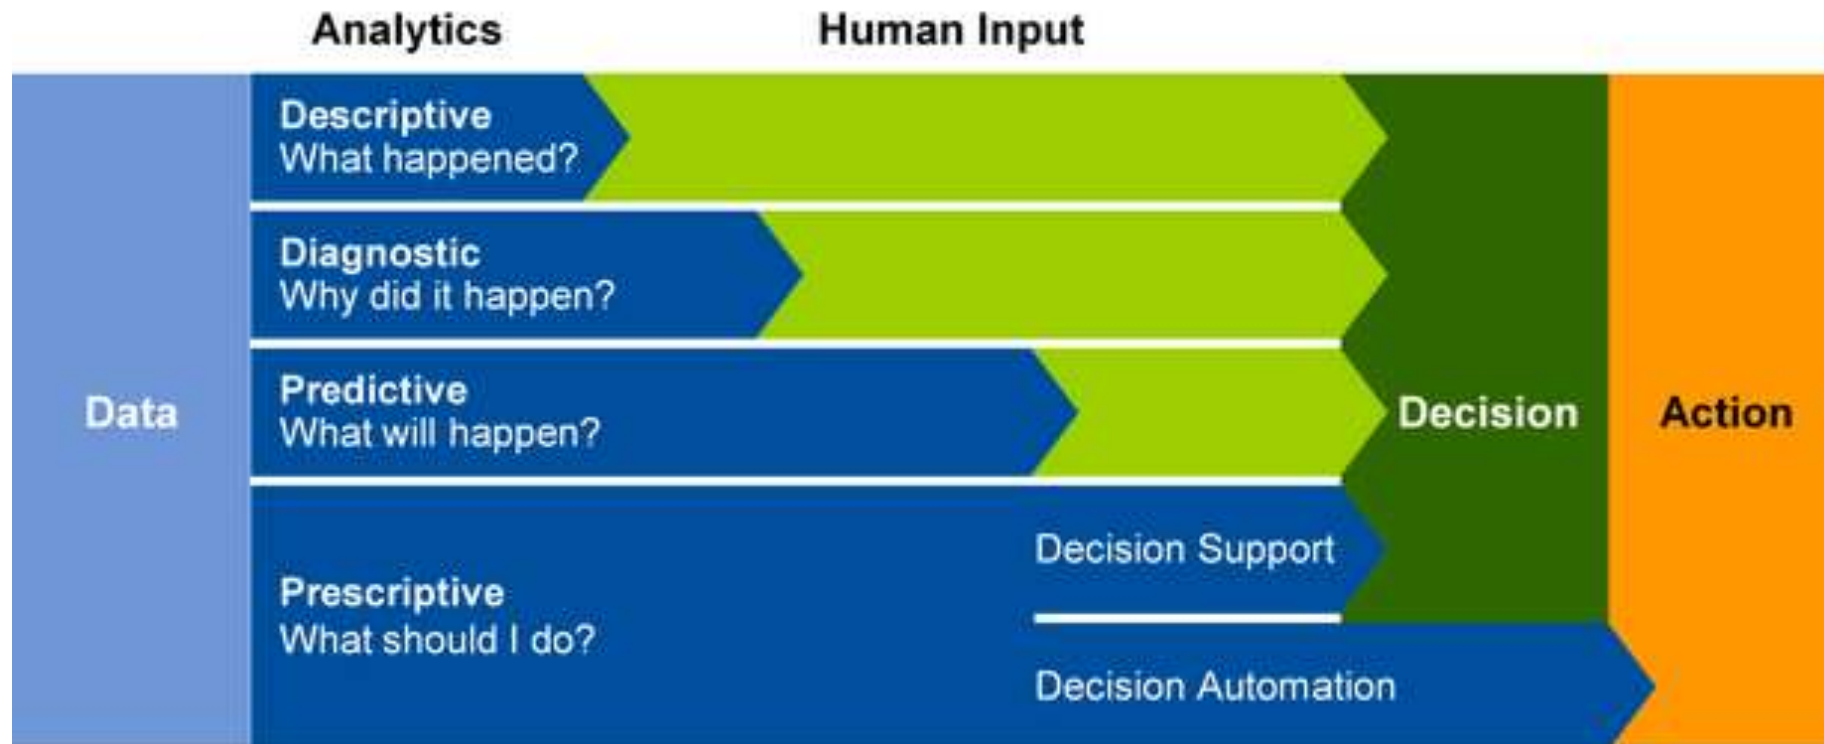 Analytics
Human Input
Data
Descriptive
What happened?
Diagnostic
Why did it happen?
Predictive
What will happen?
Prescriptive
What should I do?
Decision Support
Decision Automation
Decision
Action